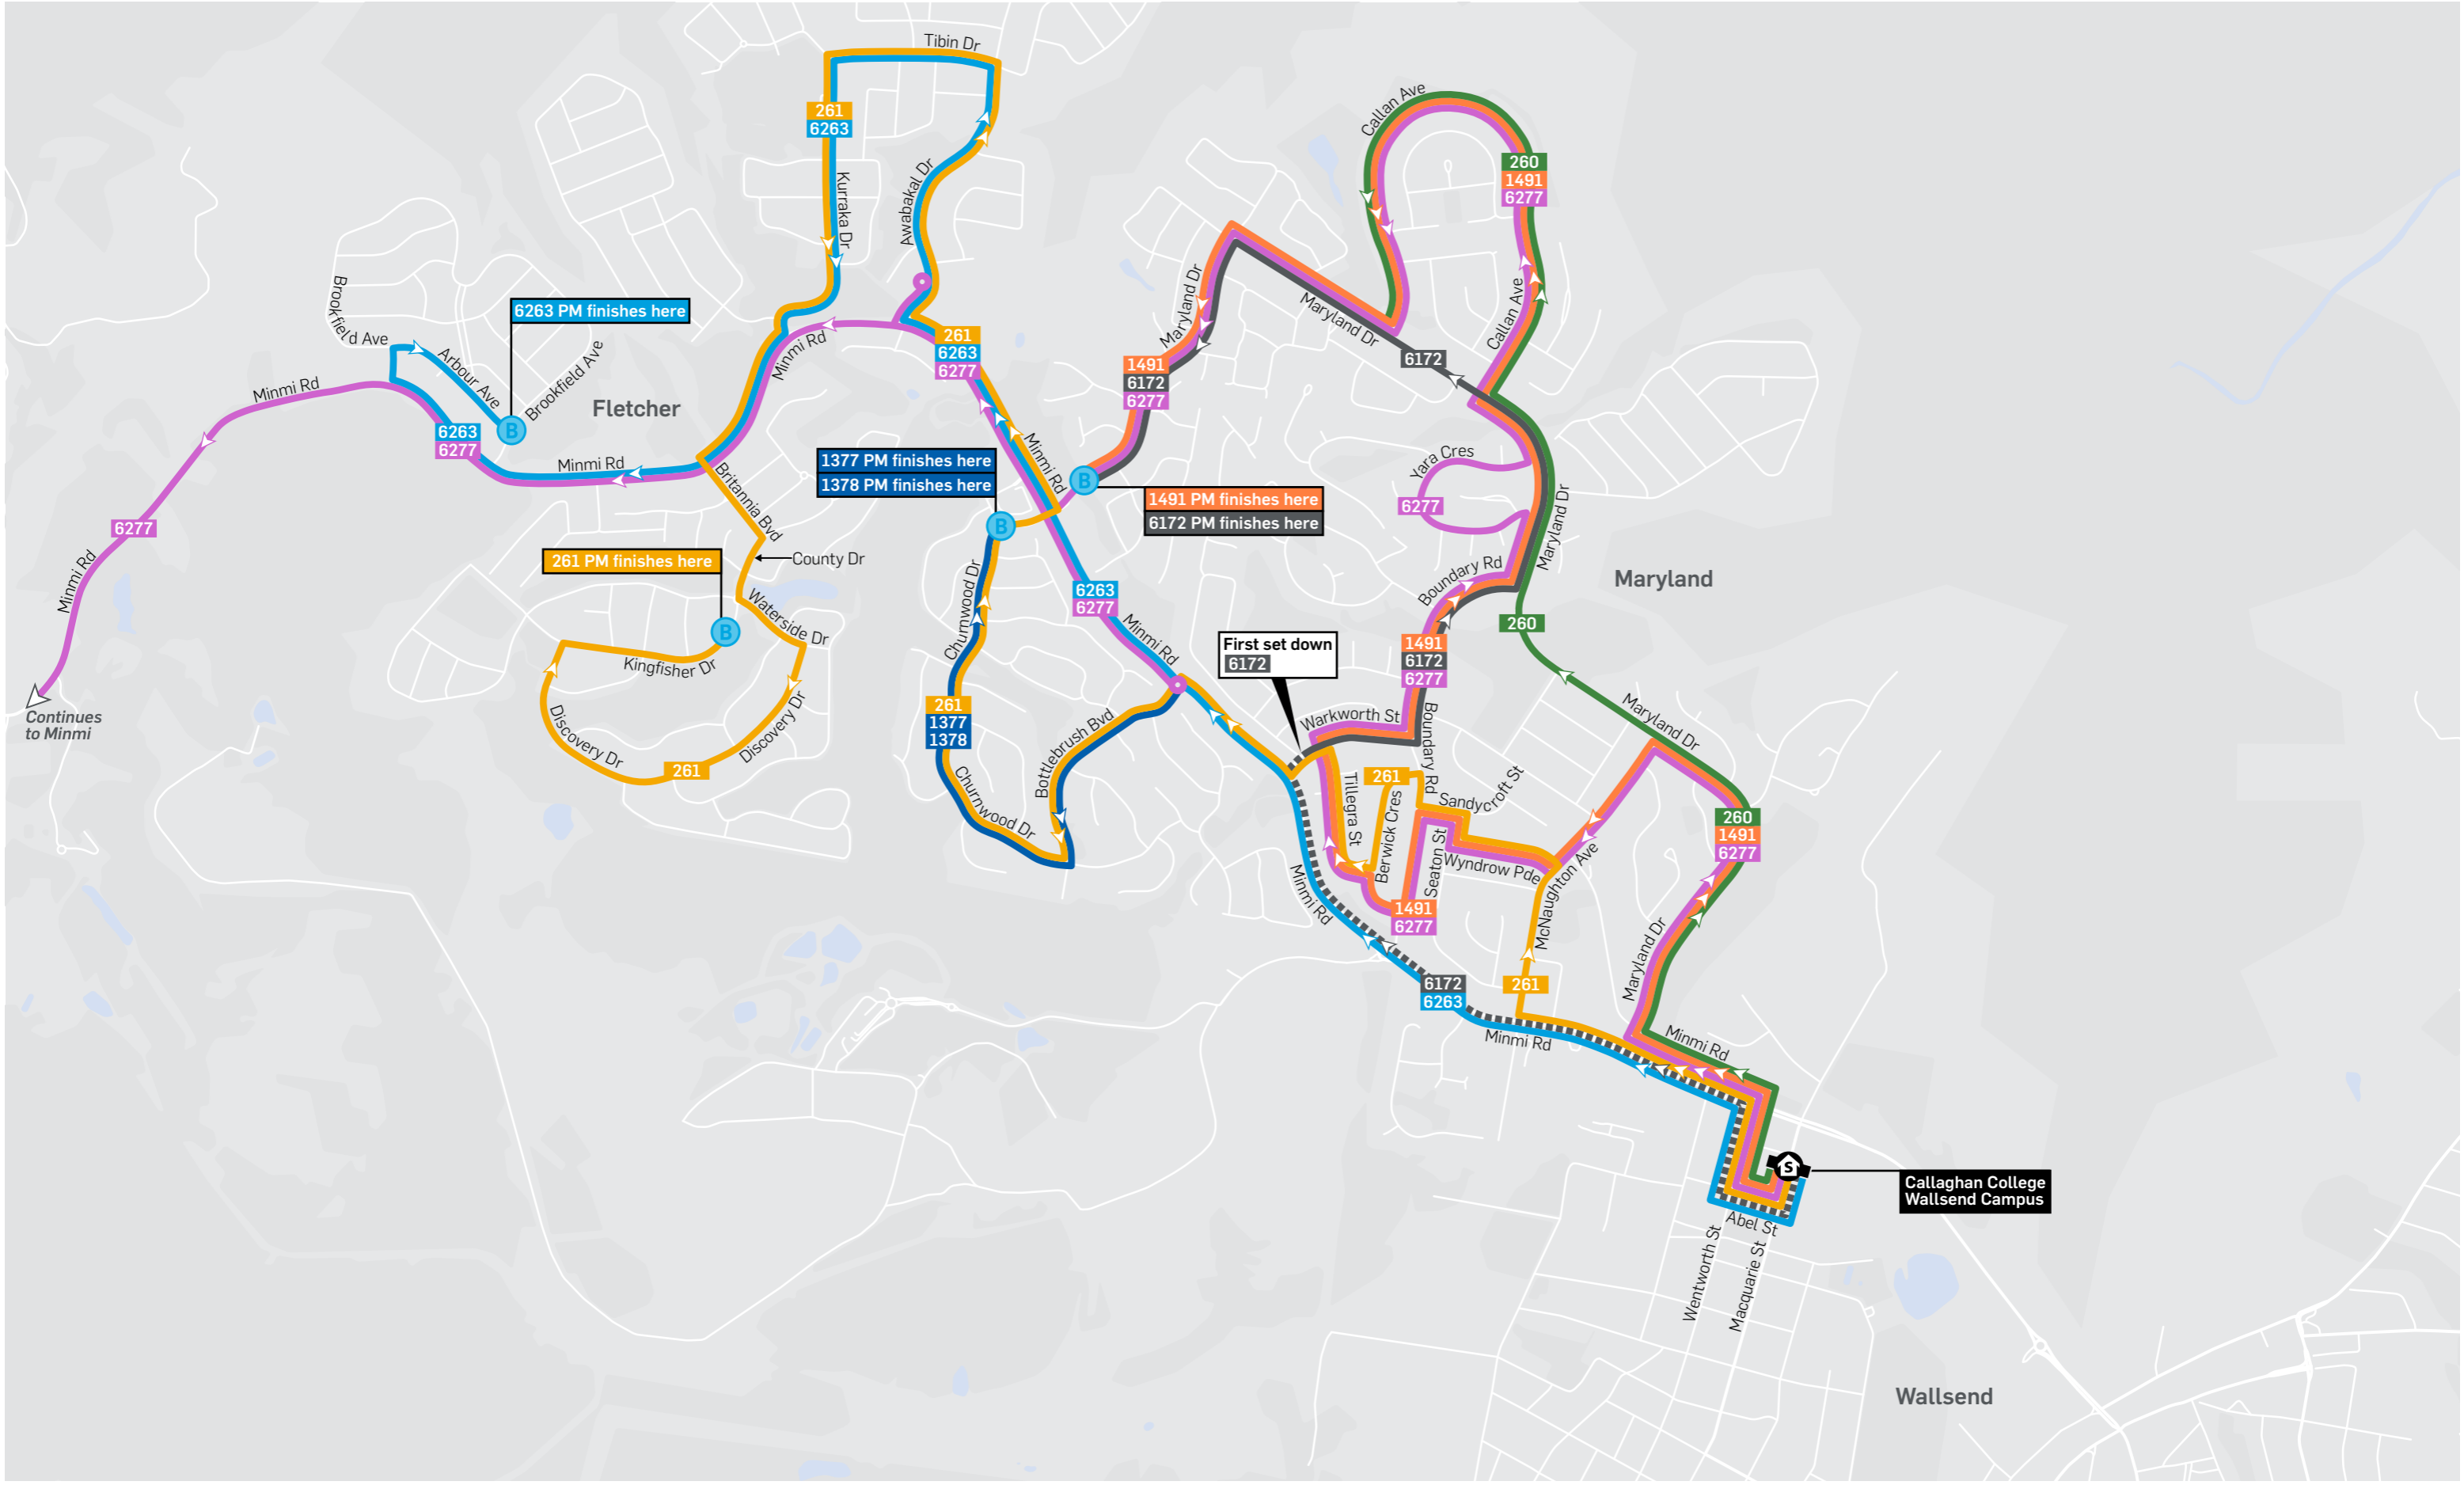 Tibin Dr
261
6263
Kurraka Dr
Awabakal Dr
Callan Ave
260
1491
6277
Callan Ave
Maryland Dr
Maryland Dr
6172
1491
6172
6277
Brookfield Ave
d Ave
Arbour Ave
Brookfield Ave
6263 PM finishes here
B
Minmi Rd
Fletcher
6263
6277
Minmi Rd
Minmi Rd
261
6263
6277
1377 PM finishes here
1378 PM finishes here
B
Minmi Rd
B
1491 PM finishes here
6172 PM finishes here
Yara Cres
6277
Maryland Dr
Boundary Rd
Maryland
260
6277
Minmi Rd
Continues
to Minmi
Britannia Bvd
County Dr
261 PM finishes here
B
Waterside Dr
Kingfisher Dr
Discovery Dr
Discovery Dr
261
Churnwood Dr
261
1377
1378
Churnwood Dr
Bottlebrush Bvd
6263
6277
Minmi Rd
First set down
6172
Warkworth St
1491
6172
6277
Boundary Rd
Tillegra St
261
Berwick Cres
Sandycroft St
Seaton St
Wyndrow Pde
McNaughton Ave
1491
6277
Maryland Dr
260
1491
6277
Maryland Dr
Minmi Rd
6172
6263
261
Minmi Rd
Minmi Rd
S
Callaghan College
Wallsend Campus
Abel St
Wentworth St
Macquarie St
Wallsend